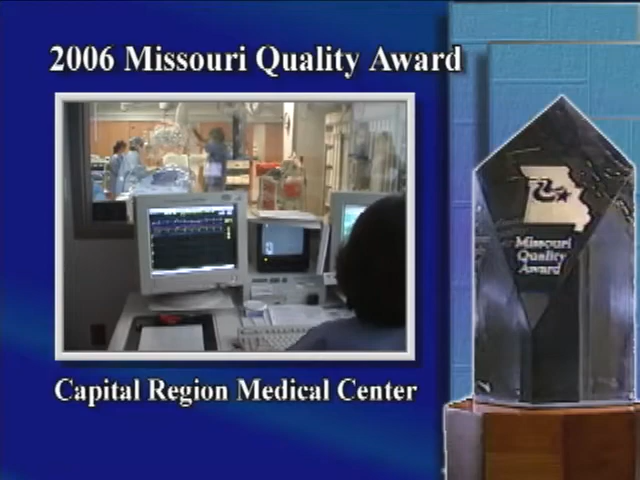 2006 Missouri Quality Award
Missouri
Quality
Award
Capital Region Medical Center